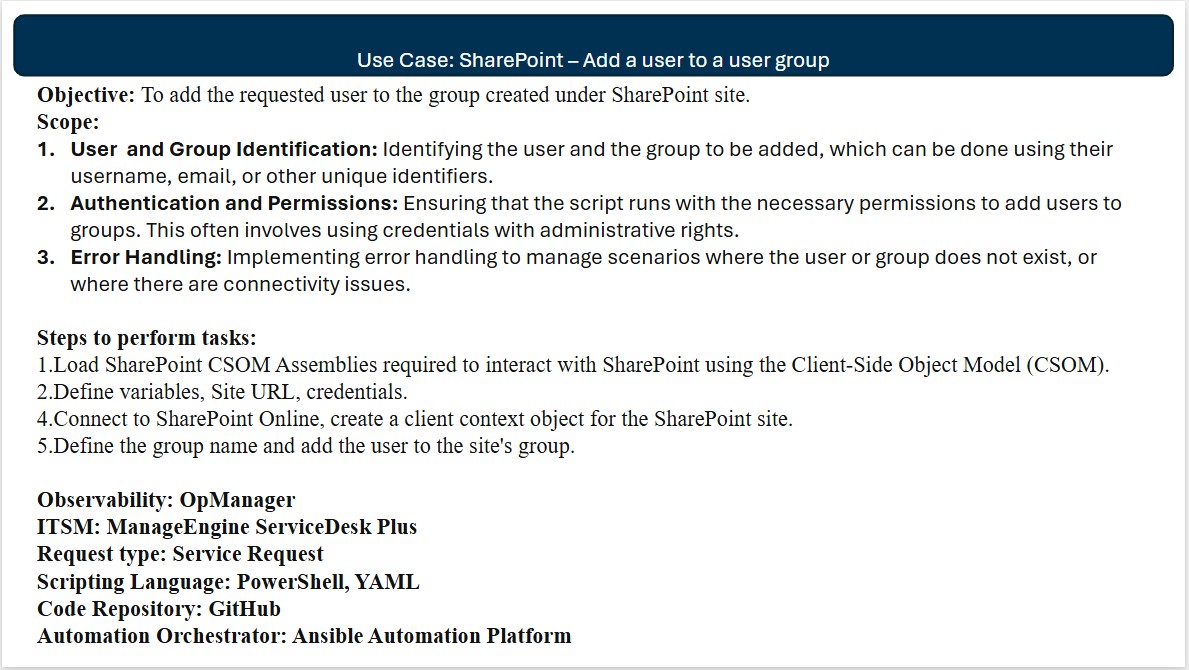 Use Case: SharePoint – Add a user to a user group
Objective: To add the requested user to the group created under SharePoint site.
Scope:
1. User  and Group Identification: Identifying the user and the group to be added, which can be done using their
username, email, or other unique identifiers.
2. Authentication and Permissions: Ensuring that the script runs with the necessary permissions to add users to
groups. This often involves using credentials with administrative rights.
3. Error Handling: Implementing error handling to manage scenarios where the user or group does not exist, or
where there are connectivity issues.
Steps to perform tasks:
1.Load SharePoint CSOM Assemblies required to interact with SharePoint using the Client-Side Object Model (CSOM).
2.Define variables, Site URL, credentials.
4.Connect to SharePoint Online, create a client context object for the SharePoint site.
5.Define the group name and add the user to the site's group.
Observability: OpManager
ITSM: ManageEngine ServiceDesk Plus
Request type: Service Request
Scripting Language: PowerShell, YAML
Code Repository: GitHub
Automation Orchestrator: Ansible Automation Platform